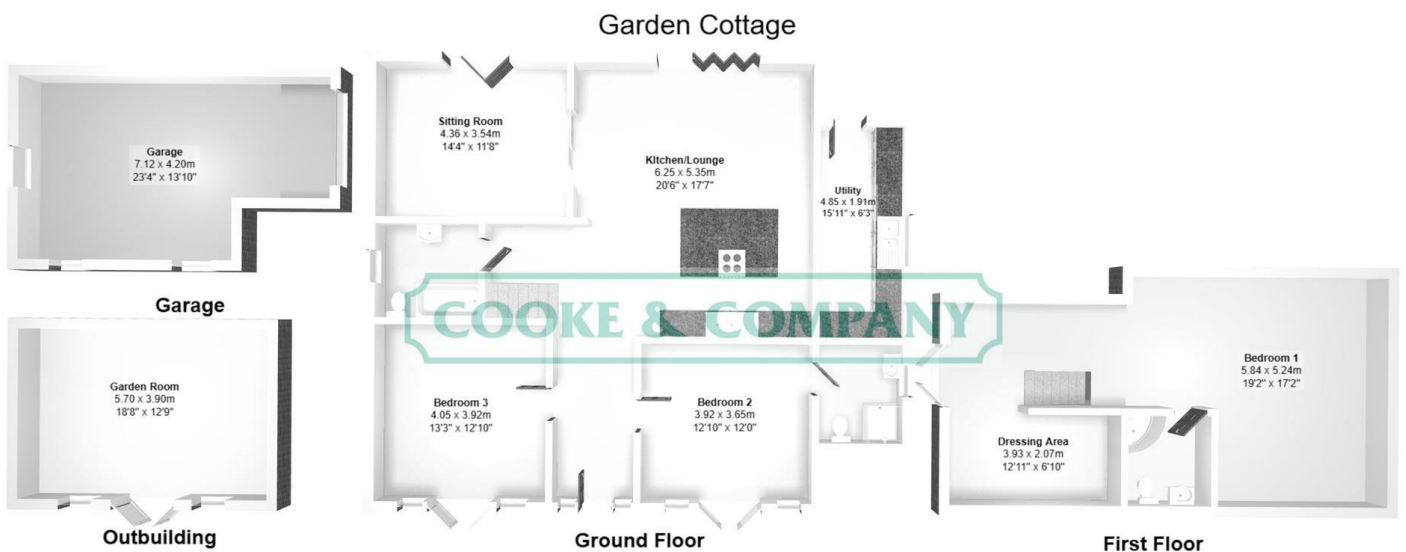 Garden Cottage
Garage
7.12 x 4.20m
23'4" x 13'10"
Garage
Garden Room
5.70 x 3.90m
18'8" x 12'9"
Outbuilding
Sitting Room
4.36 x 3.54m
14'4" x 11'8"
Kitchen/Lounge
6.25 x 5.35m
20'6" x 17'7"
Utility
4.85 x 1.91m
15'11" x 6'3"
COOKE & COMPANY
Bedroom 3
4.05 x 3.92m
13'3" x 12'10"
Bedroom 2
3.92 x 3.65m
12'10" x 12'0"
Ground Floor
Bedroom 1
5.84 x 5.24m
19'2" x 17'2"
Dressing Area
3.93 x 2.07m
12'11" x 6'10"
First Floor